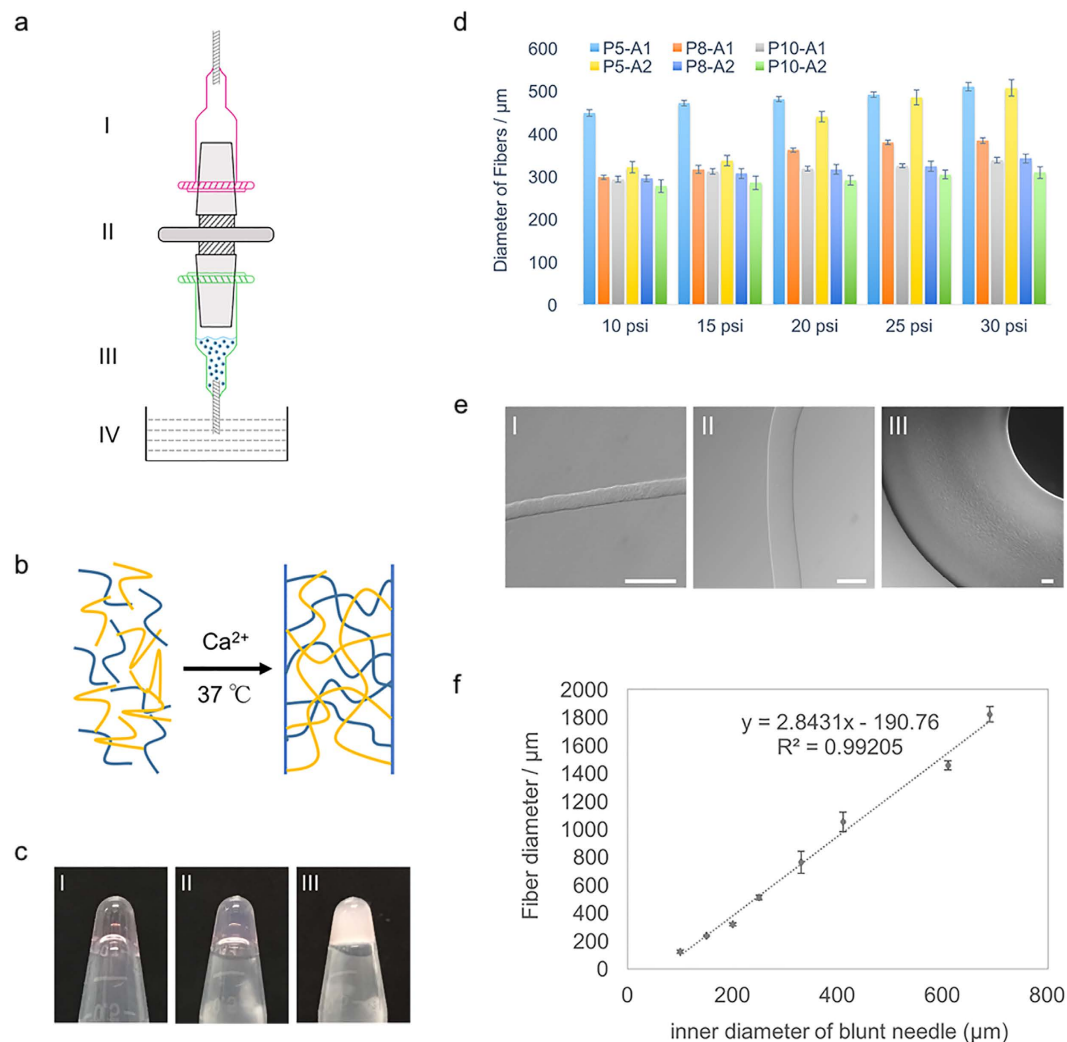 a
I
II
III
IV
b
Ca²⁺
37 ℃
c
I
II
III
d
P5-A1 P8-A1 P10-A1
P5-A2 P8-A2 P10-A2
Diameter of Fibers / μm
600
500
400
300
200
100
0
10 psi 15 psi 20 psi 25 psi 30 psi
e
I
II
III
f
y = 2.8431x - 190.76
R² = 0.99205
Fiber diameter / μm
2000
1800
1600
1400
1200
1000
800
600
400
200
0
0 200 400 600 800
inner diameter of blunt needle (μm)